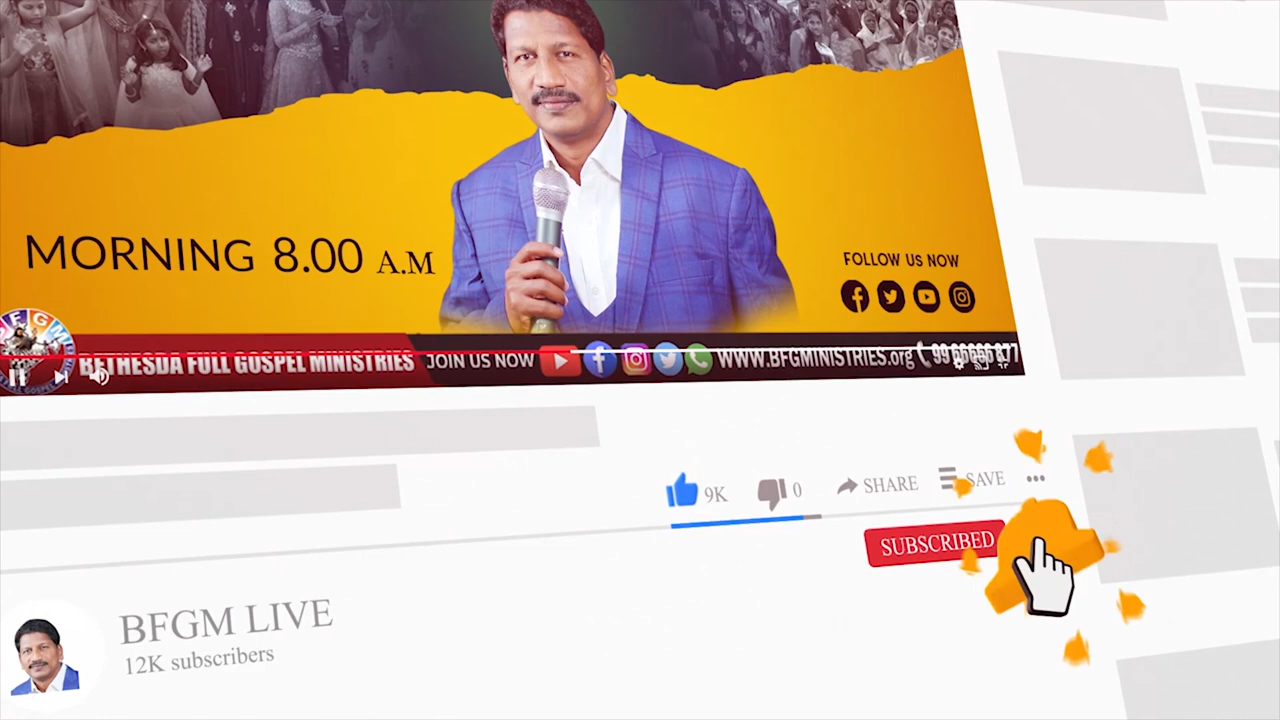 MORNING 8.00 A.M
FOLLOW US NOW
BFGM
BETHESDA FULL GOSPEL MINISTRIES
JOIN US NOW
WWW.BFGMINISTRIES.org
9K
0
SHARE
SAVE
SUBSCRIBED
BFGM LIVE
12K subscribers